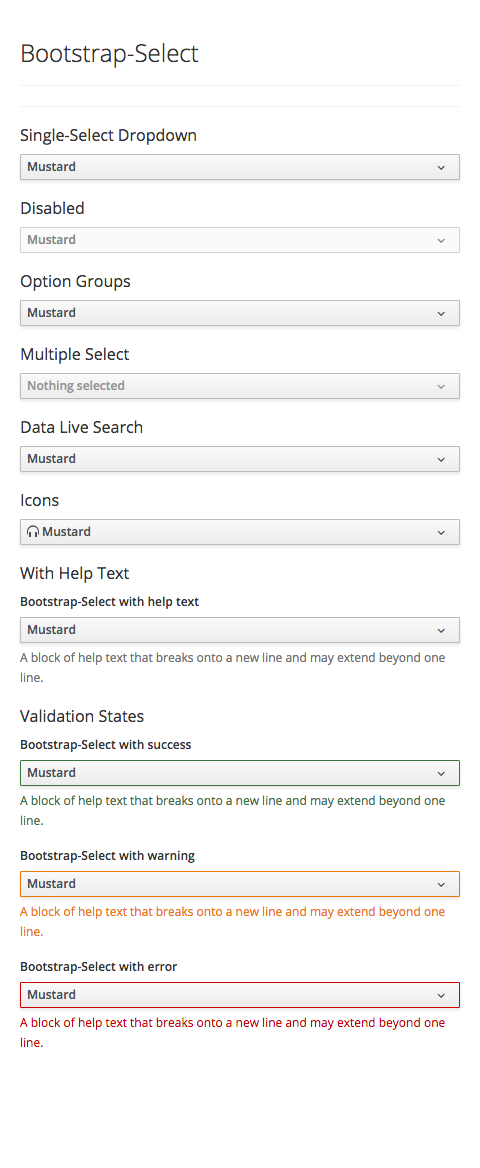 Bootstrap-Select
Single-Select Dropdown
Mustard
Disabled
Mustard
Option Groups
Mustard
Multiple Select
Nothing selected
Data Live Search
Mustard
Icons
Mustard
With Help Text
Bootstrap-Select with help text
Mustard
A block of help text that breaks onto a new line and may extend beyond one
line.
Validation States
Bootstrap-Select with success
Mustard
A block of help text that breaks onto a new line and may extend beyond one
line.
Bootstrap-Select with warning
Mustard
A block of help text that breaks onto a new line and may extend beyond one
line.
Bootstrap-Select with error
Mustard
A block of help text that breaks onto a new line and may extend beyond one
line.